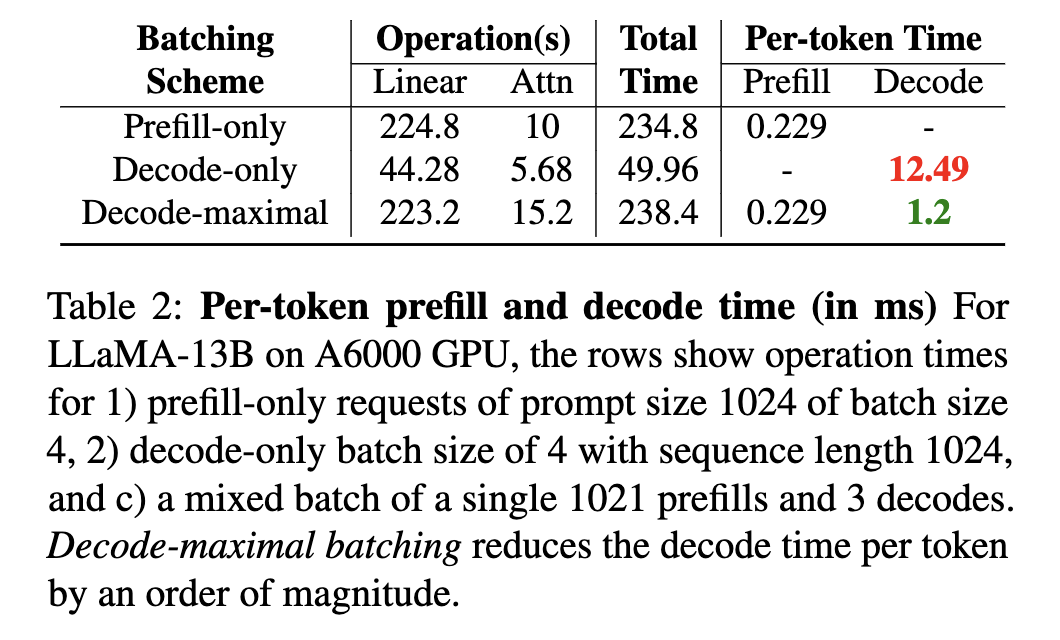 Batching Scheme Operation(s) Total Time Per-token Time
Linear Attn Prefill Decode
Prefill-only 224.8 10 234.8 0.229 -
Decode-only 44.28 5.68 49.96 - 12.49
Decode-maximal 223.2 15.2 238.4 0.229 1.2
Table 2: Per-token prefill and decode time (in ms) For
LLaMA-13B on A6000 GPU, the rows show operation times
for 1) prefill-only requests of prompt size 1024 of batch size
4, 2) decode-only batch size of 4 with sequence length 1024,
and c) a mixed batch of a single 1021 prefills and 3 decodes.
Decode-maximal batching reduces the decode time per token
by an order of magnitude.